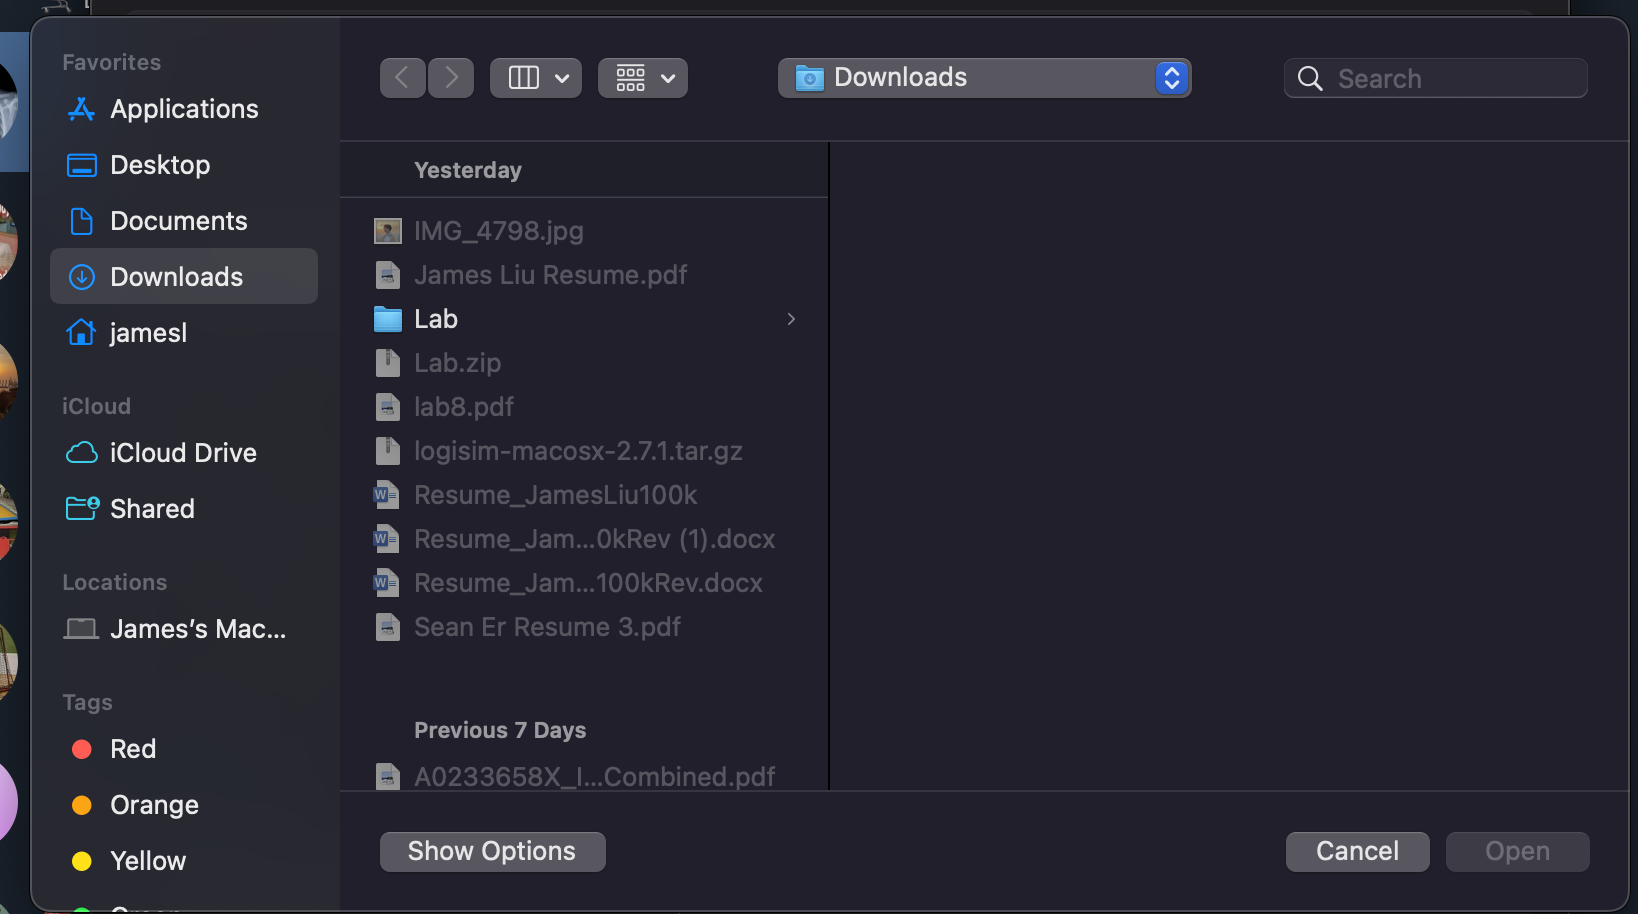 Favorites
Applications
Desktop
Documents
Downloads
jamesl
iCloud
iCloud Drive
Shared
Locations
James’s Mac...
Tags
Red
Orange
Yellow
Downloads
Search
Yesterday
IMG_4798.jpg
James Liu Resume.pdf
Lab
Lab.zip
lab8.pdf
logisim-macosx-2.7.1.tar.gz
Resume_JamesLiu100k
Resume_Jam...0kRev (1).docx
Resume_Jam...100kRev.docx
Sean Er Resume 3.pdf
Previous 7 Days
A0233658X_I...Combined.pdf
Show Options
Cancel
Open